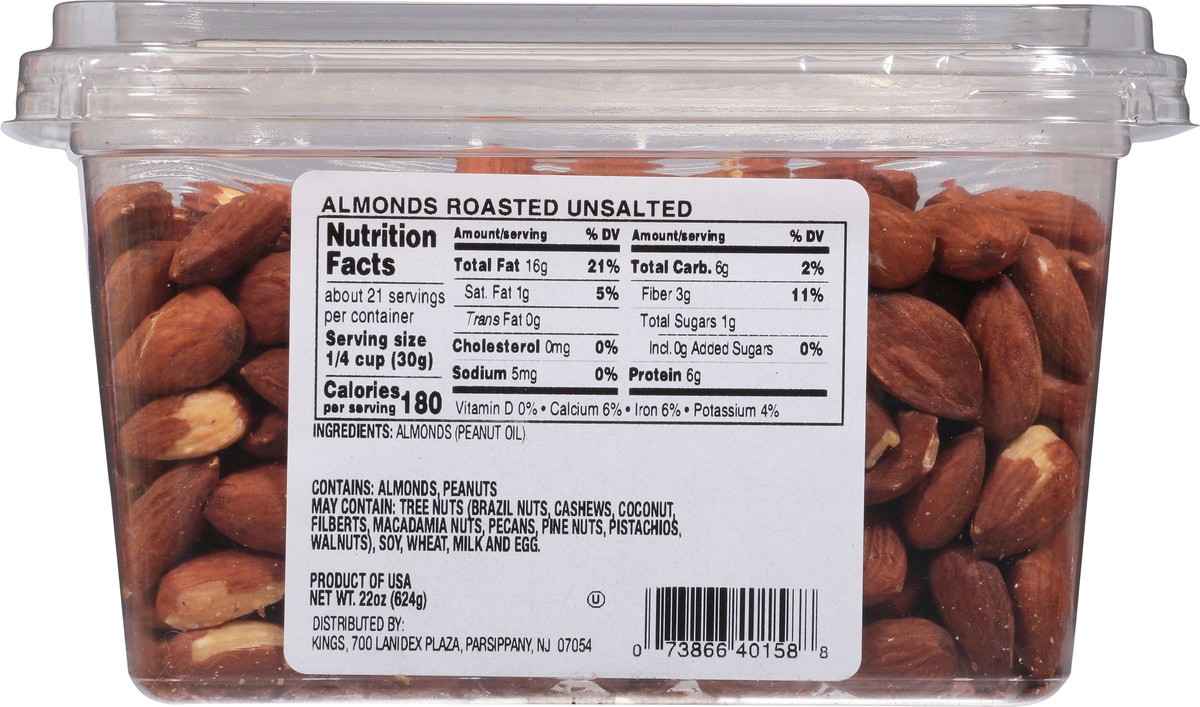 ALMONDS ROASTED UNSALTED
Nutrition
Facts
about 21 servings
per container
Serving size
1/4 cup (30g)
Calories 180
per serving
Amount/serving % DV
Total Fat 16g 21%
Sat. Fat 1g 5%
Trans Fat 0g
Cholesterol 0mg 0%
Sodium 5mg 0%
Amount/serving % DV
Total Carb. 6g 2%
Fiber 3g 11%
Total Sugars 1g
Incl. 0g Added Sugars 0%
Protein 6g
Vitamin D 0% • Calcium 6% • Iron 6% • Potassium 4%
INGREDIENTS: ALMONDS (PEANUT OIL)
CONTAINS: ALMONDS, PEANUTS
MAY CONTAIN: TREE NUTS (BRAZIL NUTS, CASHEWS, COCONUT,
FILBERTS, MACADAMIA NUTS, PECANS, PINE NUTS, PISTACHIOS,
WALNUTS), SOY, WHEAT, MILK AND EGG.
PRODUCT OF USA
NET WT. 22oz (624g)
U
DISTRIBUTED BY:
KINGS, 700 LANIDEX PLAZA, PARSIPPANY, NJ 07054
0 73866 40158 8